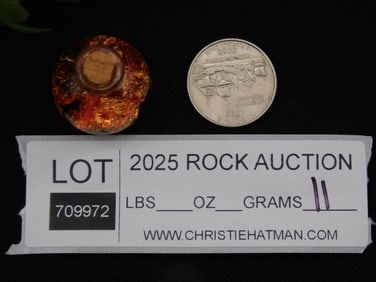 LOT
709972
2025 ROCK AUCTION
LBS____OZ___GRAMS 11
WWW.CHRISTIEHATMAN.COM